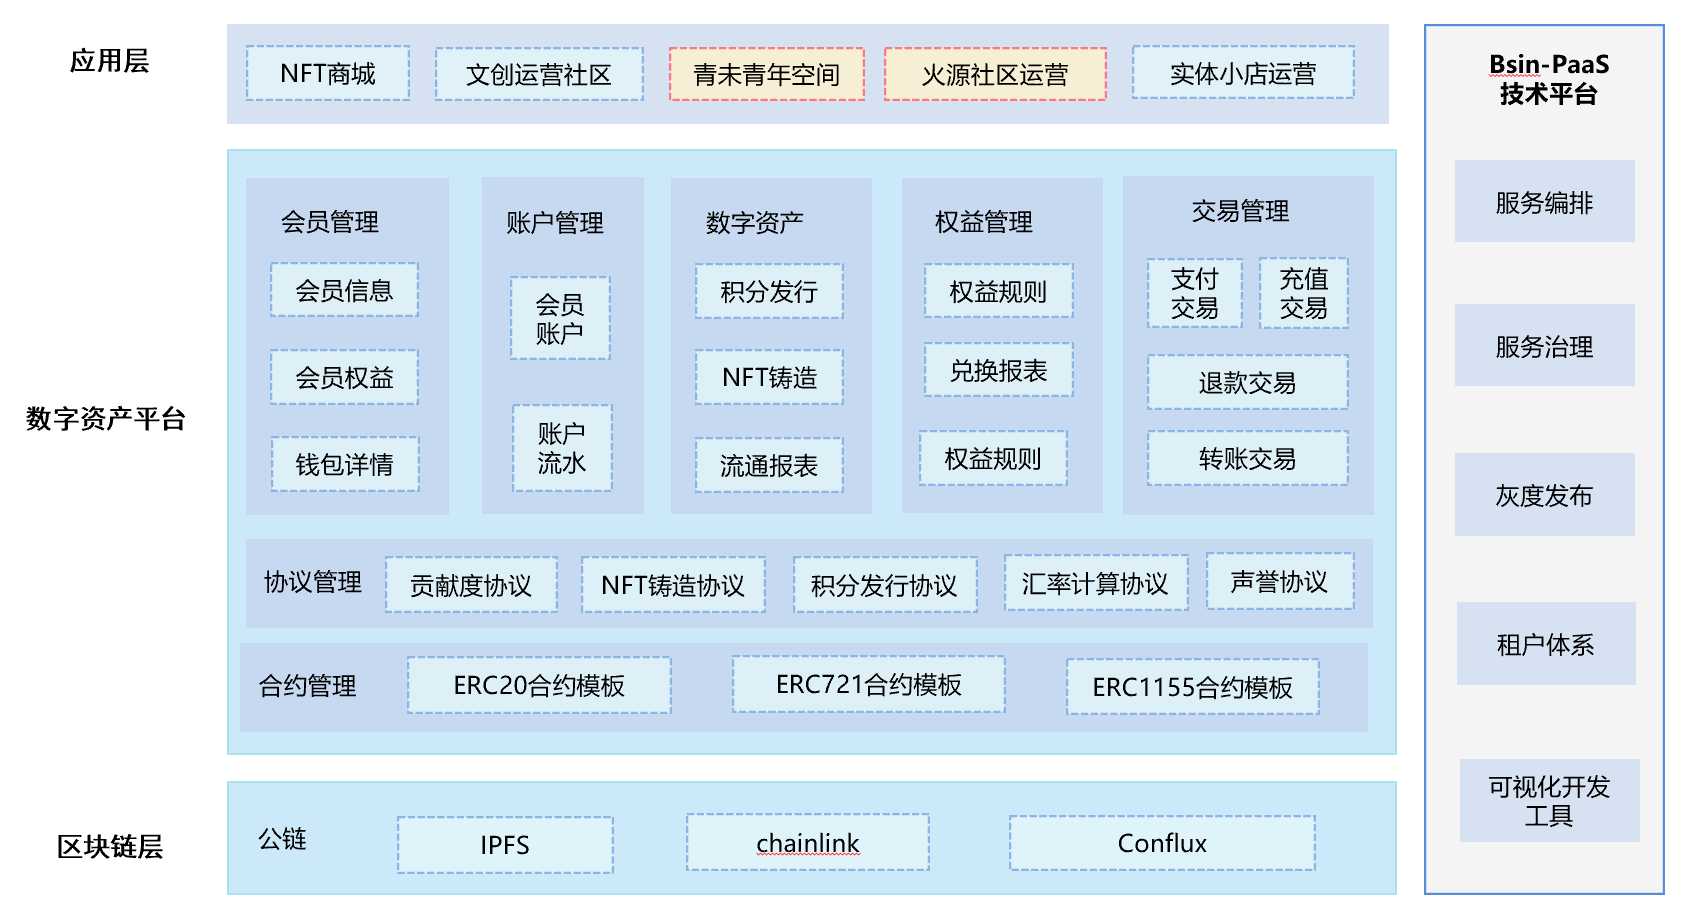 应用层
NFT商城
文创运营社区
青未青年空间
火源社区运营
实体小店运营
数字资产平台
会员管理
会员信息
会员权益
钱包详情
账户管理
会员
账户
账户
流水
数字资产
积分发行
NFT铸造
流通报表
权益管理
权益规则
兑换报表
权益规则
交易管理
支付
交易
充值
交易
退款交易
转账交易
协议管理
贡献度协议
NFT铸造协议
积分发行协议
汇率计算协议
声誉协议
合约管理
ERC20合约模板
ERC721合约模板
ERC1155合约模板
区块链层
公链
IPFS
chainlink
Conflux
Bsin-PaaS
技术平台
服务编排
服务治理
灰度发布
租户体系
可视化开发
工具